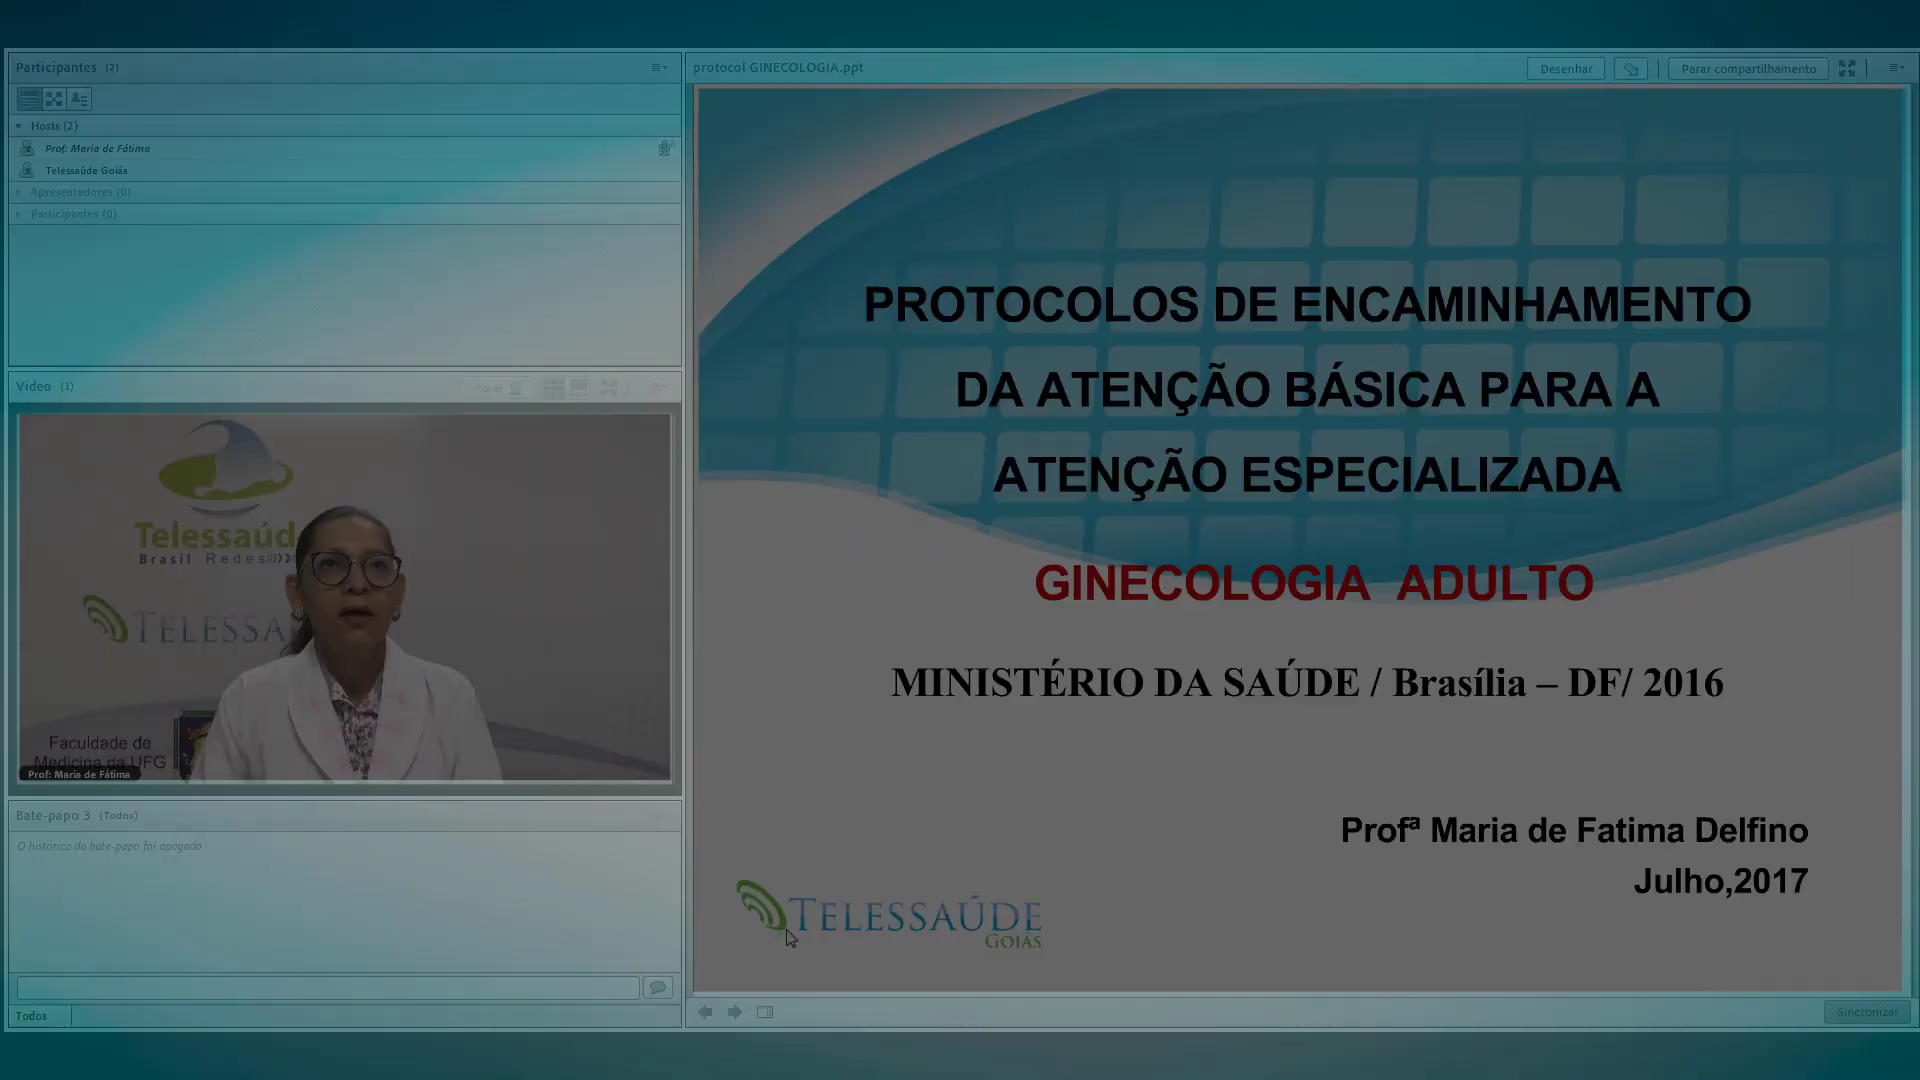 Participantes (2)
Hosts (2)
Prof: Maria de Fátima
Telessaúde Goiás
Apresentadores (0)
Participantes (0)
Vídeo (1)
Parar
Telessaúd
Brasil Redes
TELESSA
Faculdade de
Medicina da UFG
Prof: Maria de Fátima
Bate-papo 3 (Todos)
O histórico do bate-papo foi apagado
Todos
protocol GINECOLOGIA.ppt
Desenhar
Parar compartilhamento
PROTOCOLOS DE ENCAMINHAMENTO
DA ATENÇÃO BÁSICA PARA A
ATENÇÃO ESPECIALIZADA
GINECOLOGIA ADULTO
MINISTÉRIO DA SAÚDE / Brasília – DF/ 2016
Profª Maria de Fatima Delfino
Julho,2017
TELESSAÚDE
GOIÁS
Sincronizar